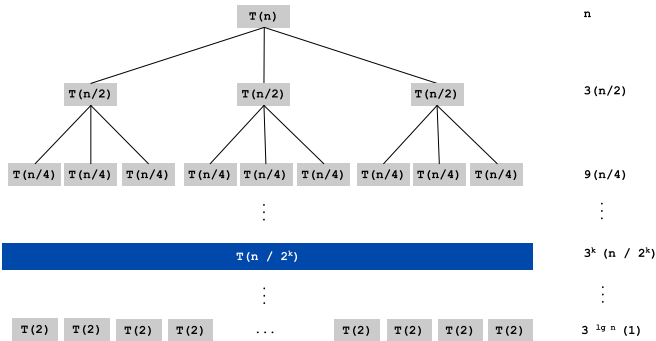 T(n) n
T(n/2) T(n/2) T(n/2) 3(n/2)
T(n/4) T(n/4) T(n/4) T(n/4) T(n/4) T(n/4) T(n/4) T(n/4) T(n/4) 9(n/4)
T(n / 2ᵏ) 3ᵏ (n / 2ᵏ)
T(2) T(2) T(2) T(2) ... T(2) T(2) T(2) T(2) 3 ˡᵍ ⁿ (1)